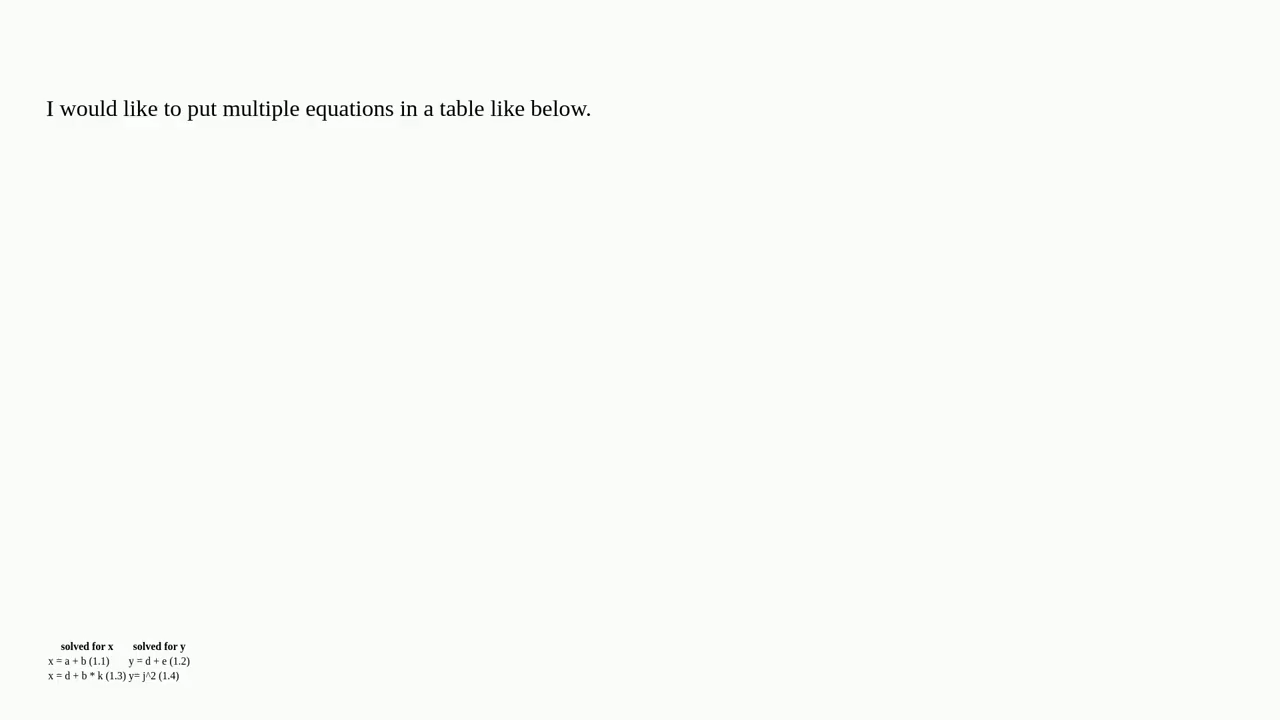 I would like to put multiple equations in a table like below.
solved for x solved for y
x = a + b (1.1) y = d + e (1.2)
x = d + b * k (1.3) y= j^2 (1.4)